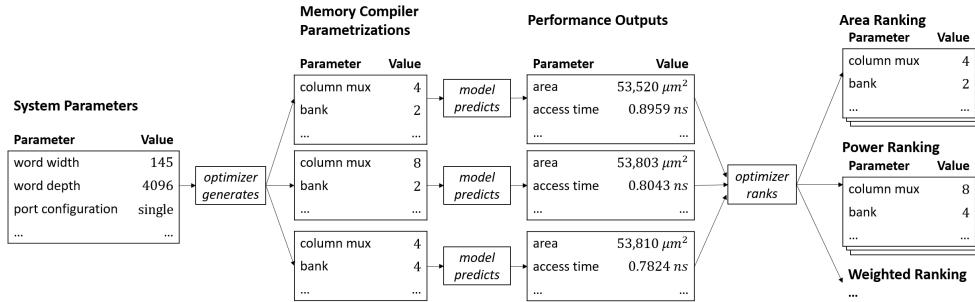 System Parameters
Parameter Value
word width 145
word depth 4096
port configuration single
... ...
optimizer
generates
Memory Compiler
Parametrizations
Parameter Value
column mux 4
bank 2
... ...
column mux 8
bank 2
... ...
column mux 4
bank 4
... ...
model
predicts
model
predicts
model
predicts
Performance Outputs
Parameter Value
area 53,520 μm²
access time 0.8959 ns
... ...
area 53,803 μm²
access time 0.8043 ns
... ...
area 53,810 μm²
access time 0.7824 ns
... ...
optimizer
ranks
Area Ranking
Parameter Value
column mux 4
bank 2
... ...
Power Ranking
Parameter Value
column mux 8
bank 4
... ...
Weighted Ranking
...